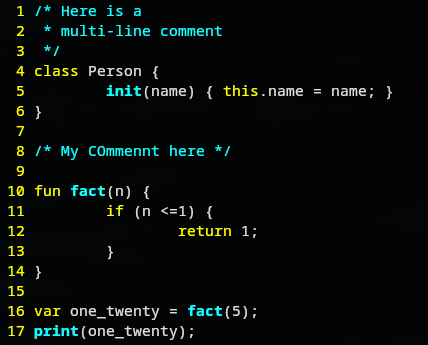 1 /* Here is a
2  * multi-line comment
3  */
4 class Person {
5         init(name) { this.name = name; }
6 }
7
8 /* My COmmennt here */
9
10 fun fact(n) {
11         if (n <=1) {
12                 return 1;
13         }
14 }
15
16 var one_twenty = fact(5);
17 print(one_twenty);